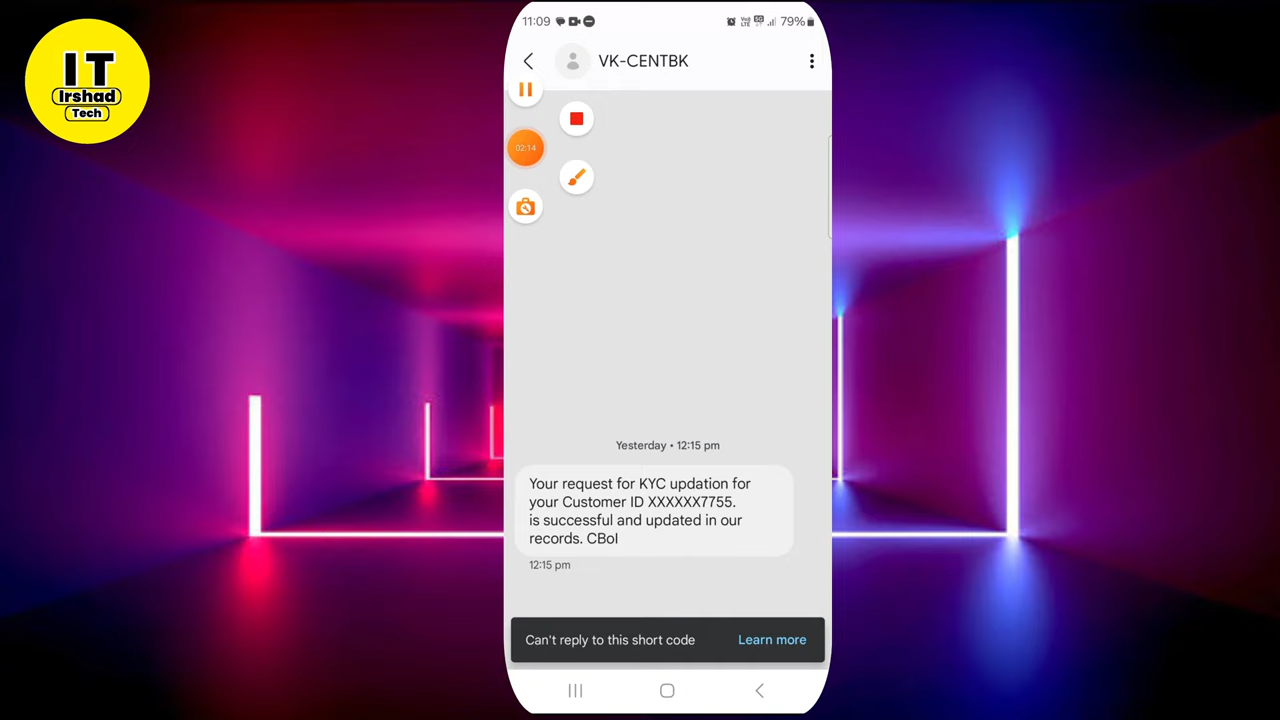 IT
Irshad
Tech
11:09
79%
VK-CENTBK
02:14
Yesterday • 12:15 pm
Your request for KYC updation for
your Customer ID XXXXXX7755.
is successful and updated in our
records. CBoI
12:15 pm
Can't reply to this short code
Learn more